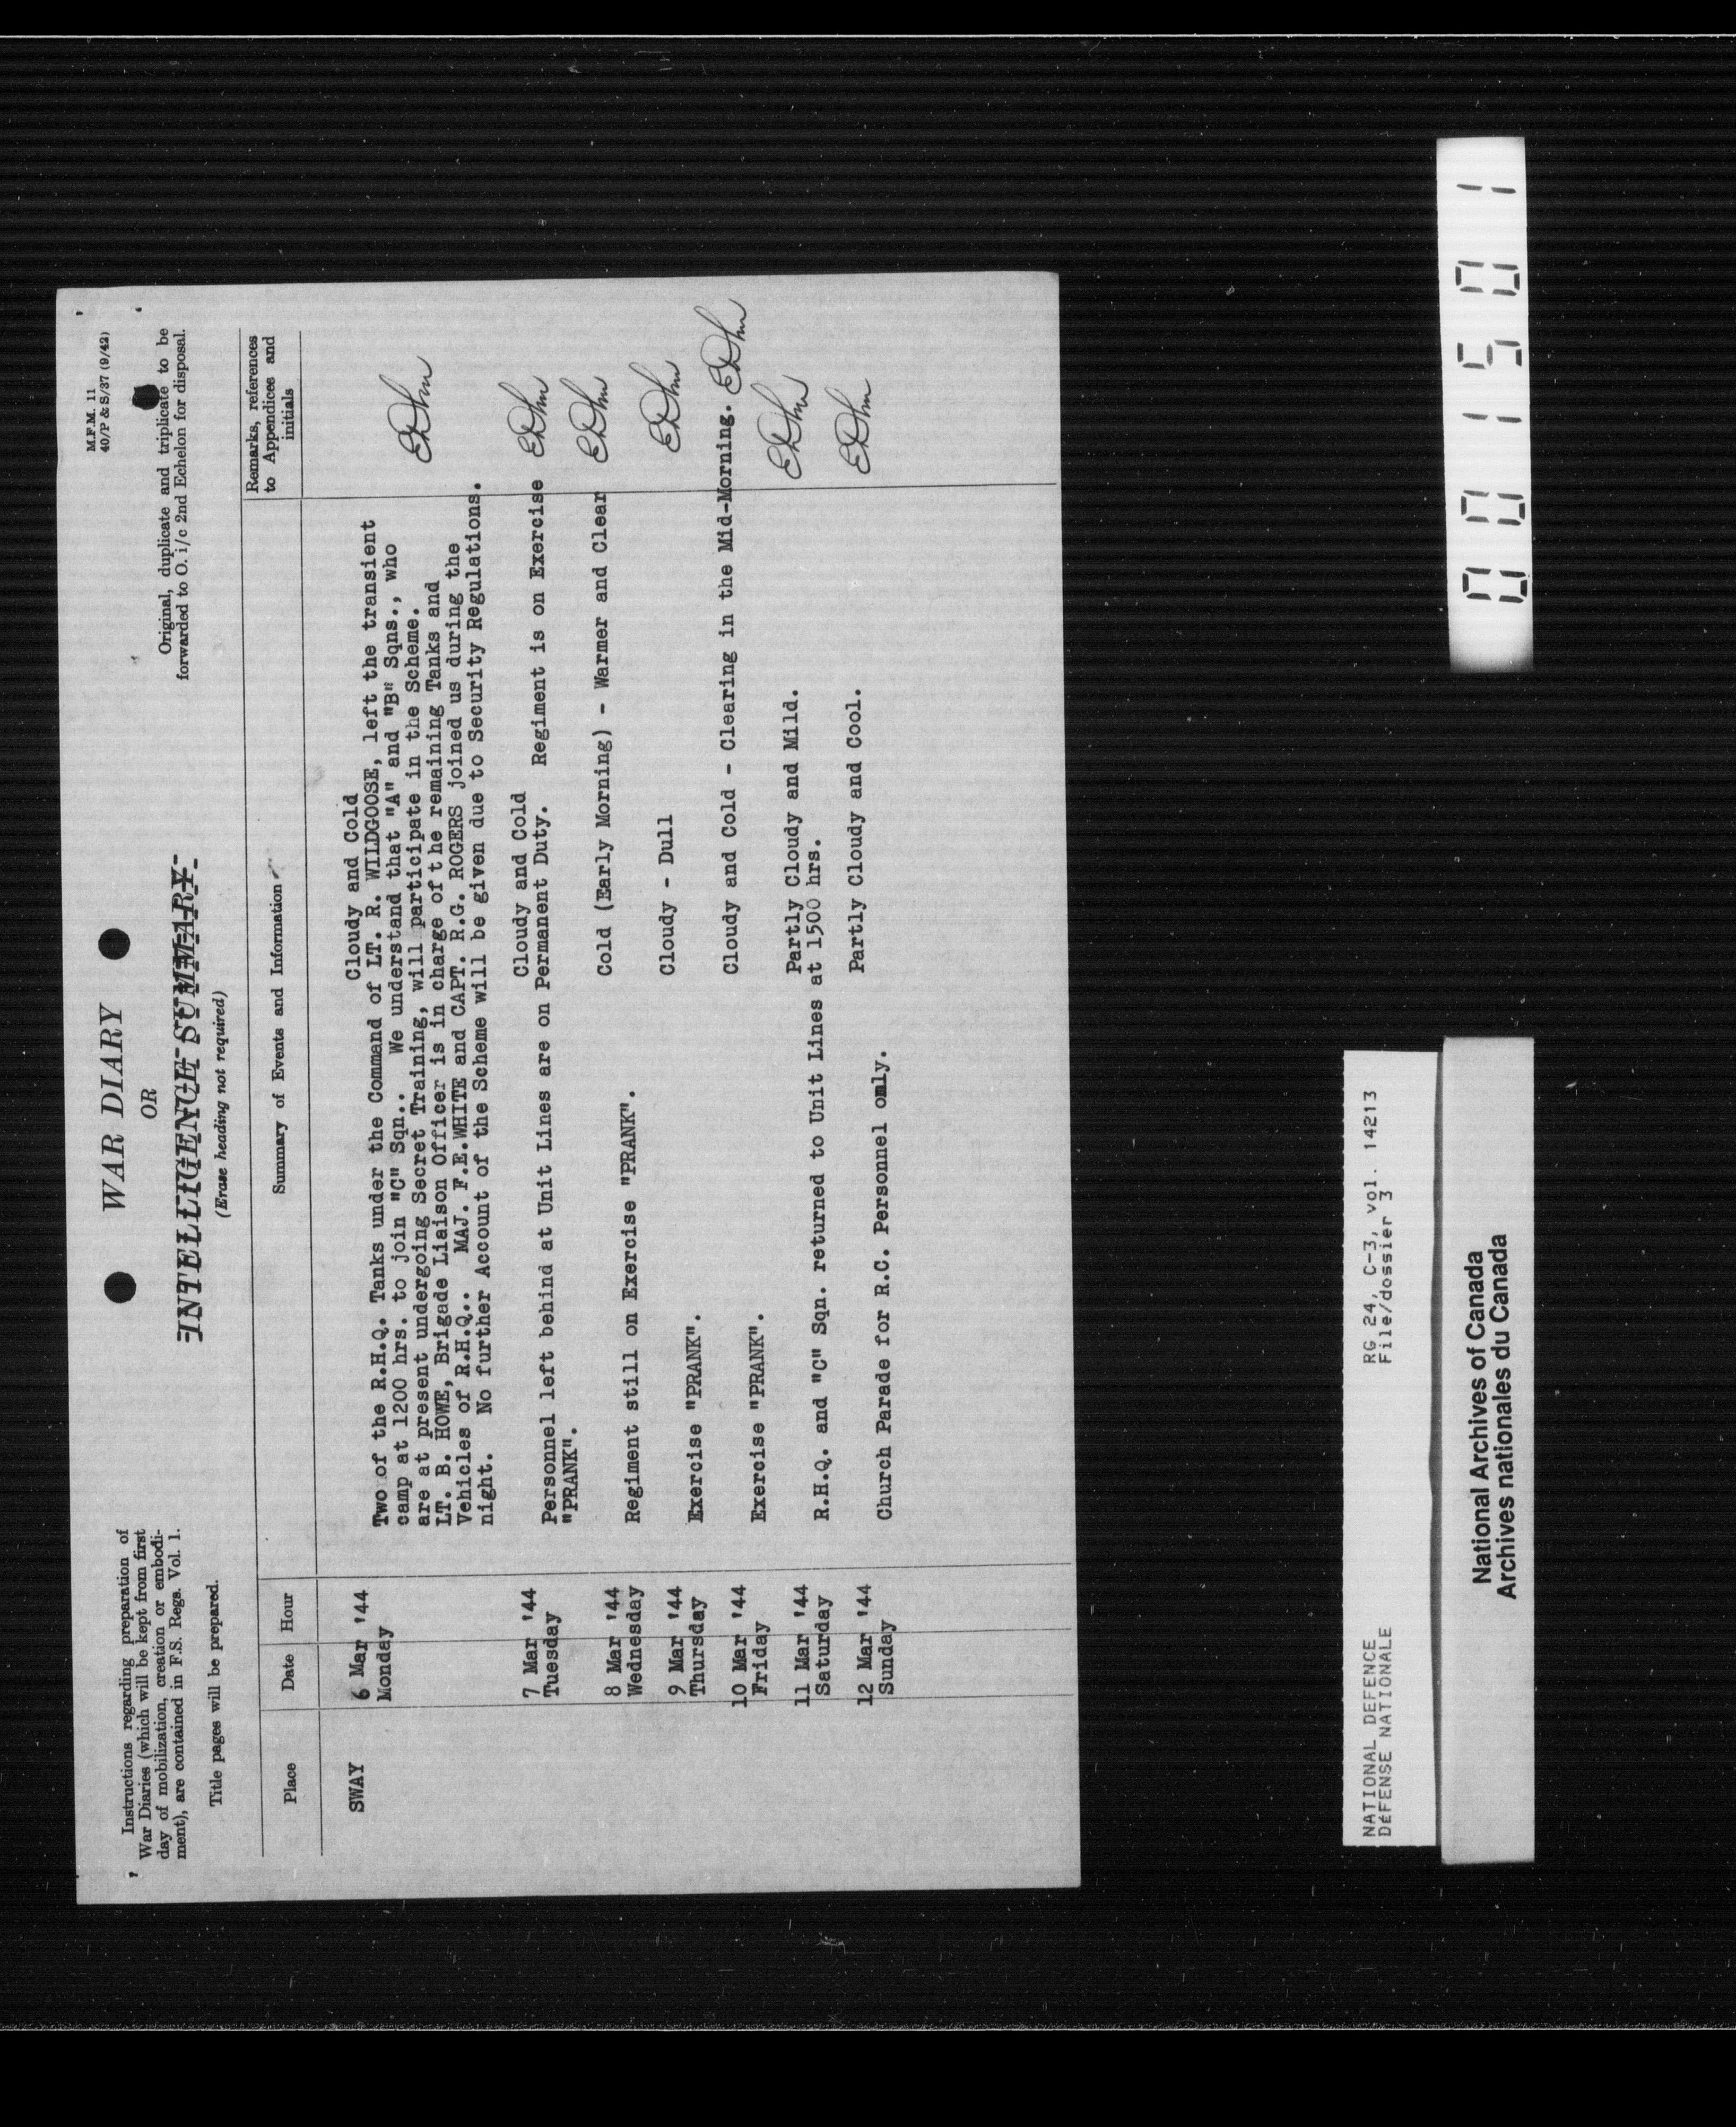 M.F.M. 11
40/P & S/37 (9/42)
Instructions regarding preparation of
War Diaries (which will be kept from first
day of mobilization, creation or embodi-
ment), are contained in F.S. Regs. Vol. 1.
Title pages will be prepared.
WAR DIARY
OR
INTELLIGENCE SUMMARY
(Erase heading not required)
Original, duplicate and triplicate to be
forwarded to O. i/c 2nd Echelon for disposal.
Place Date Hour Summary of Events and Information Remarks, references
to Appendices and
initials
Cloudy and Cold
SWAY 6 Mar '44 Two of the R.H.Q. Tanks under the Command of LT. R. WILDGOOSE, left the transient
Monday camp at 1200 hrs. to join "C" Sqn.. We understand that "A" and "B" Sqns., who
are at present undergoing Secret Training, will participate in the Scheme.
LT. B. HOWE, Brigade Liaison Officer is in charge of the remaining Tanks and
Vehicles of R.H.Q.. MAJ. F.E.WHITE and CAPT. R.G. ROGERS joined us during the
night. No further Account of the Scheme will be given due to Security Regulations.
7 Mar '44 Cloudy and Cold
Tuesday Personnel left behind at Unit Lines are on Permanent Duty. Regiment is on Exercise
"PRANK".
8 Mar '44 Cold (Early Morning) - Warmer and Clear
Wednesday Regiment still on Exercise "PRANK".
9 Mar '44 Cloudy - Dull
Thursday Exercise "PRANK".
10 Mar '44 Cloudy and Cold - Clearing in the Mid-Morning.
Friday Exercise "PRANK".
11 Mar '44 Partly Cloudy and Mild.
Saturday R.H.Q. and "C" Sqn. returned to Unit Lines at 1500 hrs.
12 Mar '44 Partly Cloudy and Cool.
Sunday Church Parade for R.C. Personnel only.
NATIONAL DEFENCE RG 24, C-3, vol. 14213
DÉFENSE NATIONALE File/dossier 3
National Archives of Canada
Archives nationales du Canada
001501